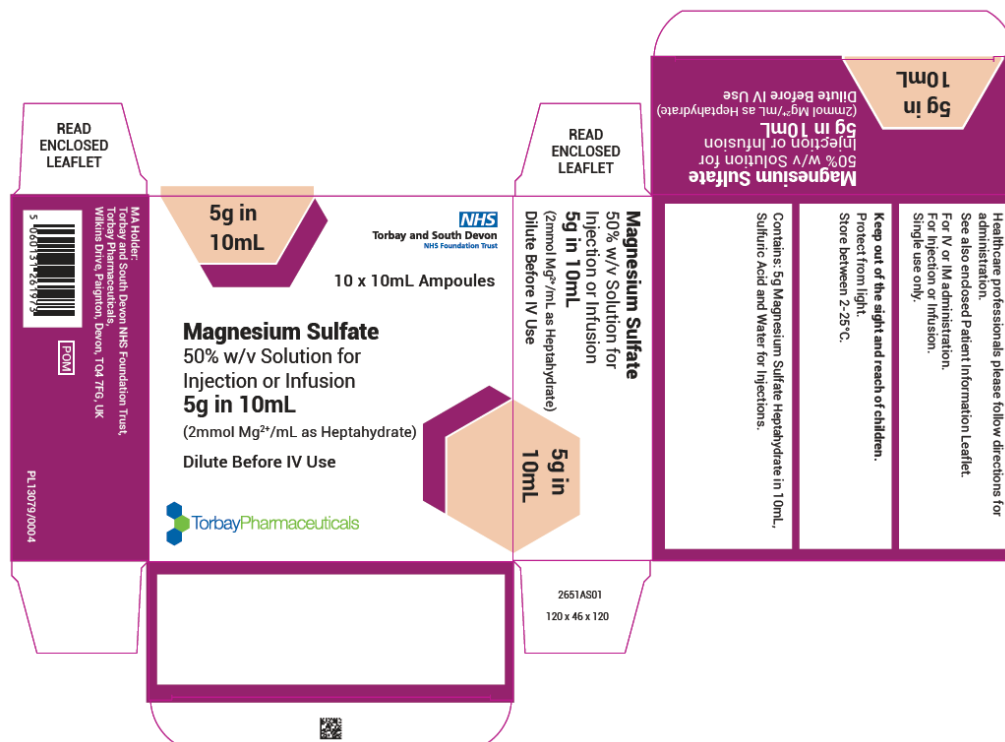 READ
ENCLOSED
LEAFLET
MA Holder:
Torbay and South Devon NHS Foundation Trust,
Torbay Pharmaceuticals,
Wilkins Drive, Paignton, Devon, TQ4 7FG, UK
5 060131 261975
POM
PL13079/0004
5g in
10mL
NHS
Torbay and South Devon
NHS Foundation Trust
10 x 10mL Ampoules
Magnesium Sulfate
50% w/v Solution for
Injection or Infusion
5g in 10mL
(2mmol Mg²⁺/mL as Heptahydrate)
Dilute Before IV Use
TorbayPharmaceuticals
READ
ENCLOSED
LEAFLET
Magnesium Sulfate
50% w/v Solution for
Injection or Infusion
5g in 10mL
(2mmol Mg²⁺/mL as Heptahydrate)
Dilute Before IV Use
5g in
10mL
2651AS01
120 x 46 x 120
Magnesium Sulfate
50% w/v Solution for
Injection or Infusion
5g in 10mL
(2mmol Mg²⁺/mL as Heptahydrate)
Dilute Before IV Use
5g in
10mL
Healthcare professionals please follow directions for
administration.
See also enclosed Patient Information Leaflet.
For IV or IM administration.
For Injection or Infusion.
Single use only.
Keep out of the sight and reach of children.
Protect from light.
Store between 2-25°C.
Contains: 5g Magnesium Sulfate Heptahydrate in 10mL,
Sulfuric Acid and Water for Injections.